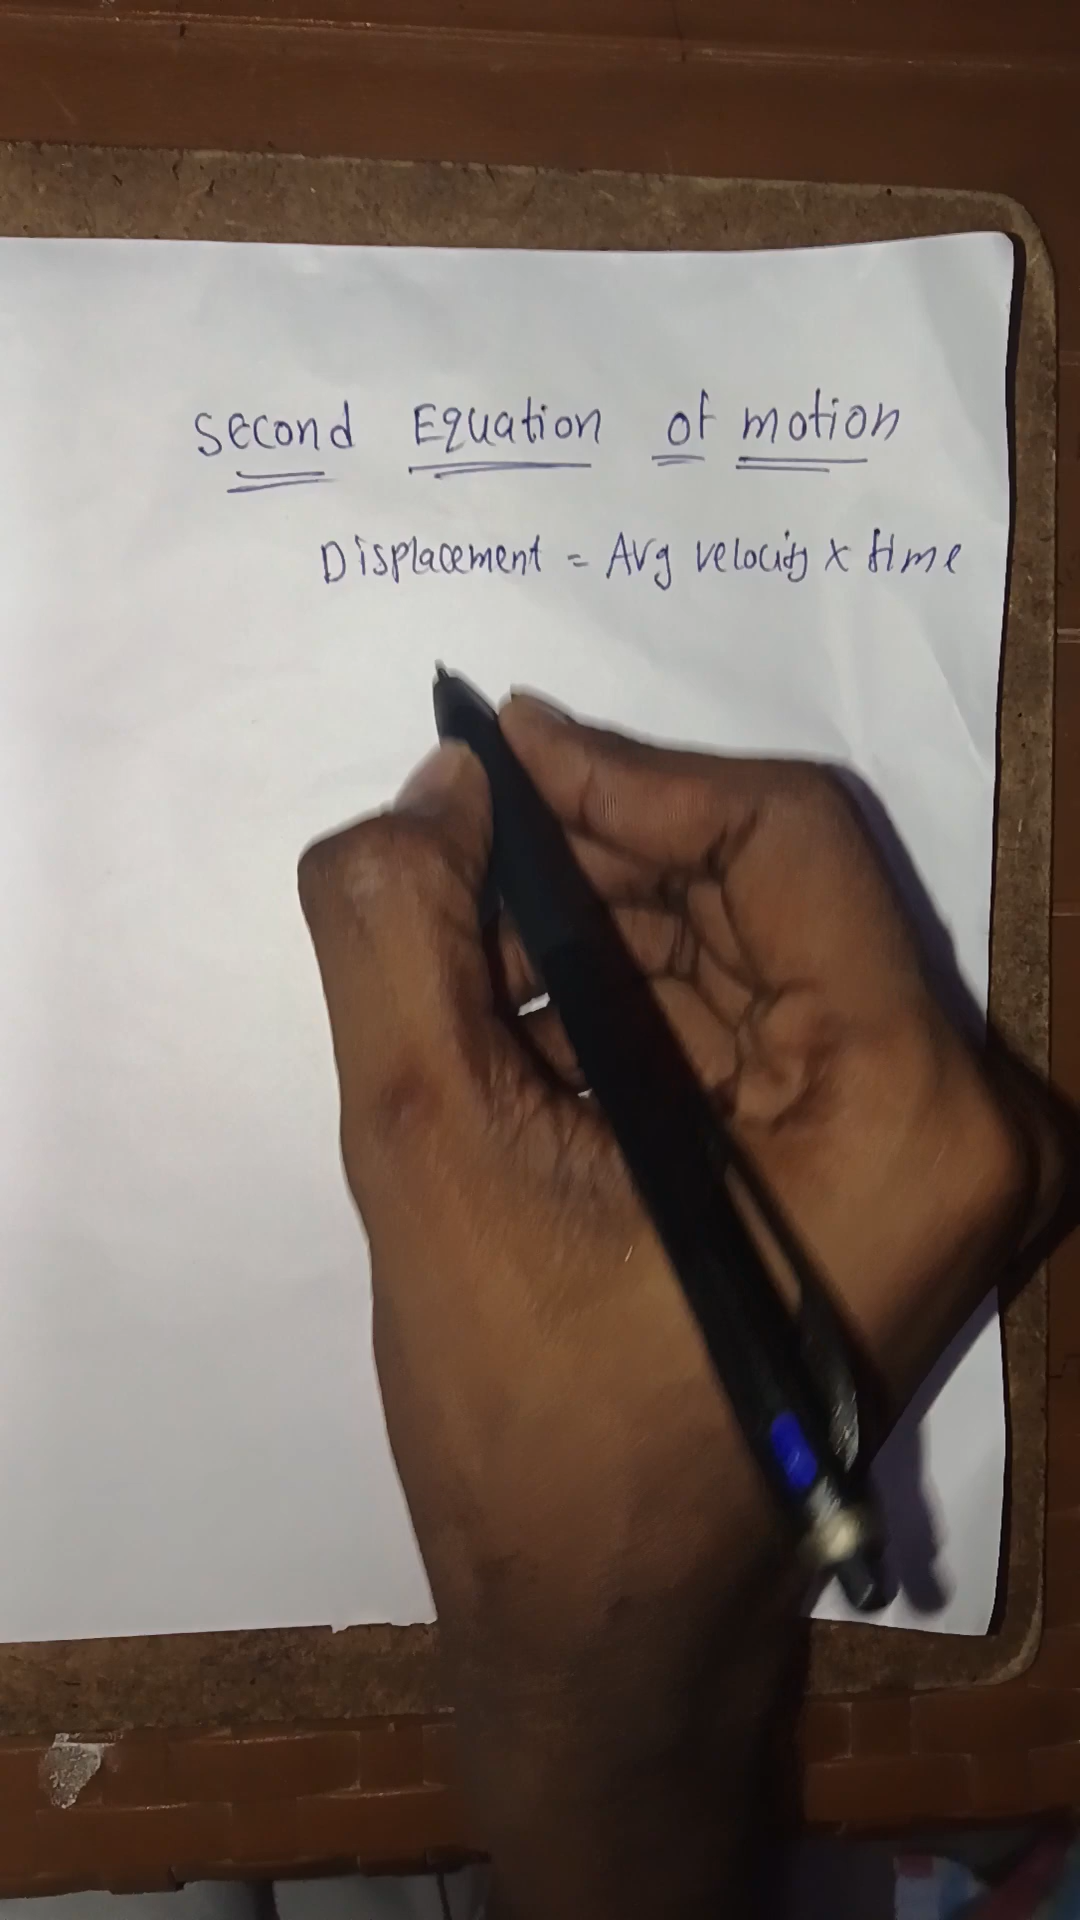 Second Equation of motion
Displacement = Avg velocity × time